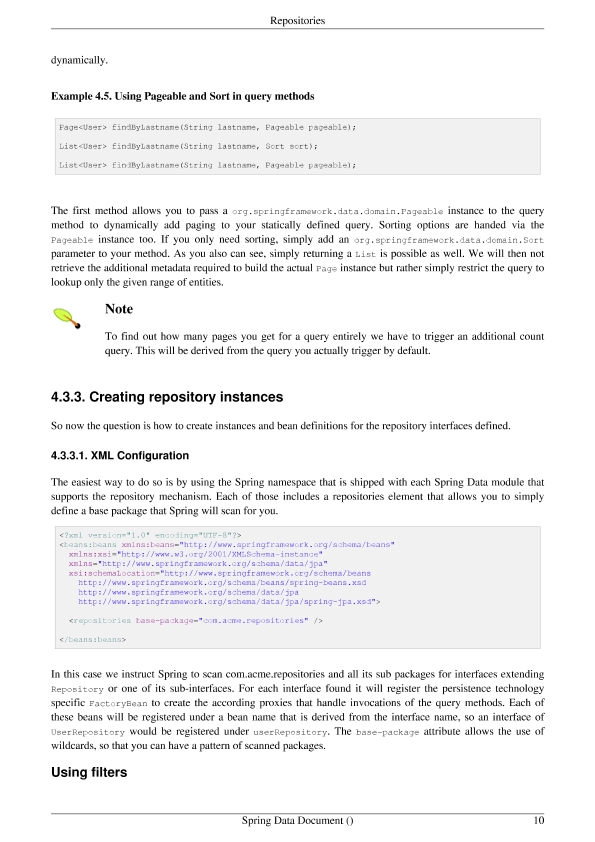 Repositories
dynamically.
Example 4.5. Using Pageable and Sort in query methods
Page<User> findByLastname(String lastname, Pageable pageable);
List<User> findByLastname(String lastname, Sort sort);
List<User> findByLastname(String lastname, Pageable pageable);
The first method allows you to pass a org.springframework.data.domain.Pageable instance to the query
method to dynamically add paging to your statically defined query. Sorting options are handed via the
Pageable instance too. If you only need sorting, simply add an org.springframework.data.domain.Sort
parameter to your method. As you also can see, simply returning a List is possible as well. We will then not
retrieve the additional metadata required to build the actual Page instance but rather simply restrict the query to
lookup only the given range of entities.
Note
To find out how many pages you get for a query entirely we have to trigger an additional count
query. This will be derived from the query you actually trigger by default.
4.3.3. Creating repository instances
So now the question is how to create instances and bean definitions for the repository interfaces defined.
4.3.3.1. XML Configuration
The easiest way to do so is by using the Spring namespace that is shipped with each Spring Data module that
supports the repository mechanism. Each of those includes a repositories element that allows you to simply
define a base package that Spring will scan for you.
<?xml version="1.0" encoding="UTF-8"?>
<beans:beans xmlns:beans="http://www.springframework.org/schema/beans"
xmlns:xsi="http://www.w3.org/2001/XMLSchema-instance"
xmlns="http://www.springframework.org/schema/data/jpa"
xsi:schemaLocation="http://www.springframework.org/schema/beans
http://www.springframework.org/schema/beans/spring-beans.xsd
http://www.springframework.org/schema/data/jpa
http://www.springframework.org/schema/data/jpa/spring-jpa.xsd">
<repositories base-package="com.acme.repositories" />
</beans:beans>
In this case we instruct Spring to scan com.acme.repositories and all its sub packages for interfaces extending
Repository or one of its sub-interfaces. For each interface found it will register the persistence technology
specific FactoryBean to create the according proxies that handle invocations of the query methods. Each of
these beans will be registered under a bean name that is derived from the interface name, so an interface of
UserRepository would be registered under userRepository. The base-package attribute allows the use of
wildcards, so that you can have a pattern of scanned packages.
Using filters
Spring Data Document ()
10